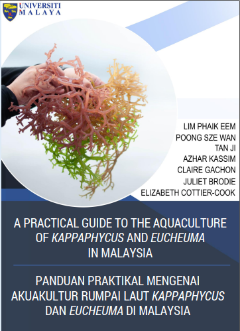 UNIVERSITI
MALAYA
LIM PHAIK EEM
POONG SZE WAN
TAN JI
AZHAR KASSIM
CLAIRE GACHON
JULIET BRODIE
ELIZABETH COTTIER-COOK
A PRACTICAL GUIDE TO THE AQUACULTURE
OF KAPPAPHYCUS AND EUCHEUMA
IN MALAYSIA
PANDUAN PRAKTIKAL MENGENAI
AKUAKULTUR RUMPAI LAUT KAPPAPHYCUS
DAN EUCHEUMA DI MALAYSIA